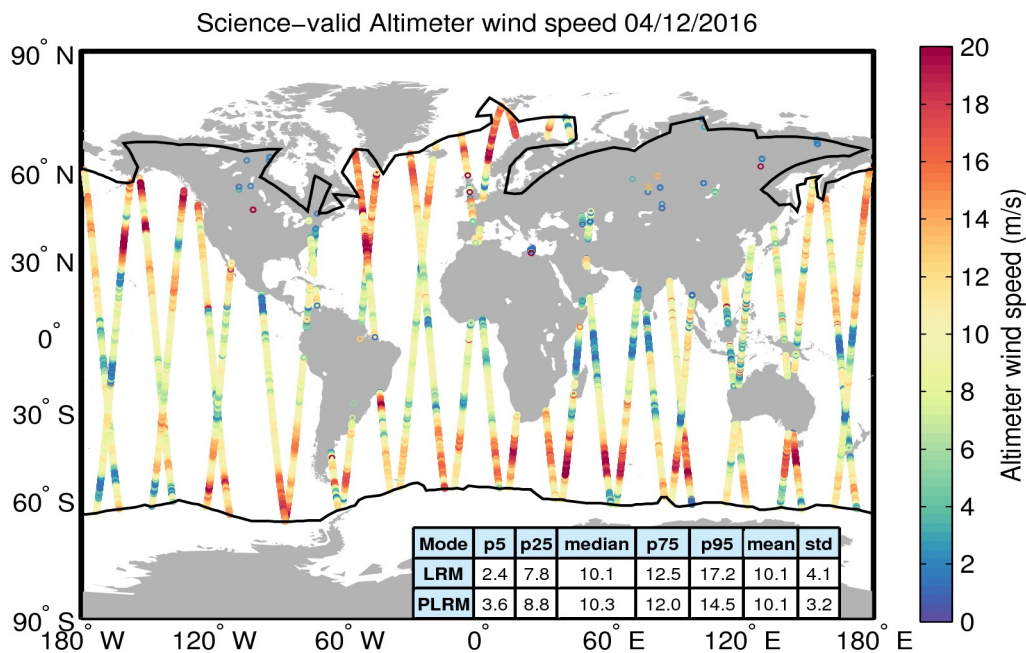 Science−valid Altimeter wind speed 04/12/2016
90° N
60° N
30° N
0°
30° S
60° S
90° S
180° W
120° W
60° W
0°
60° E
120° E
180° E
20
18
16
14
12
10
8
6
4
2
0
Altimeter wind speed (m/s)
Mode p5 p25 median p75 p95 mean std
LRM 2.4 7.8 10.1 12.5 17.2 10.1 4.1
PLRM 3.6 8.8 10.3 12.0 14.5 10.1 3.2